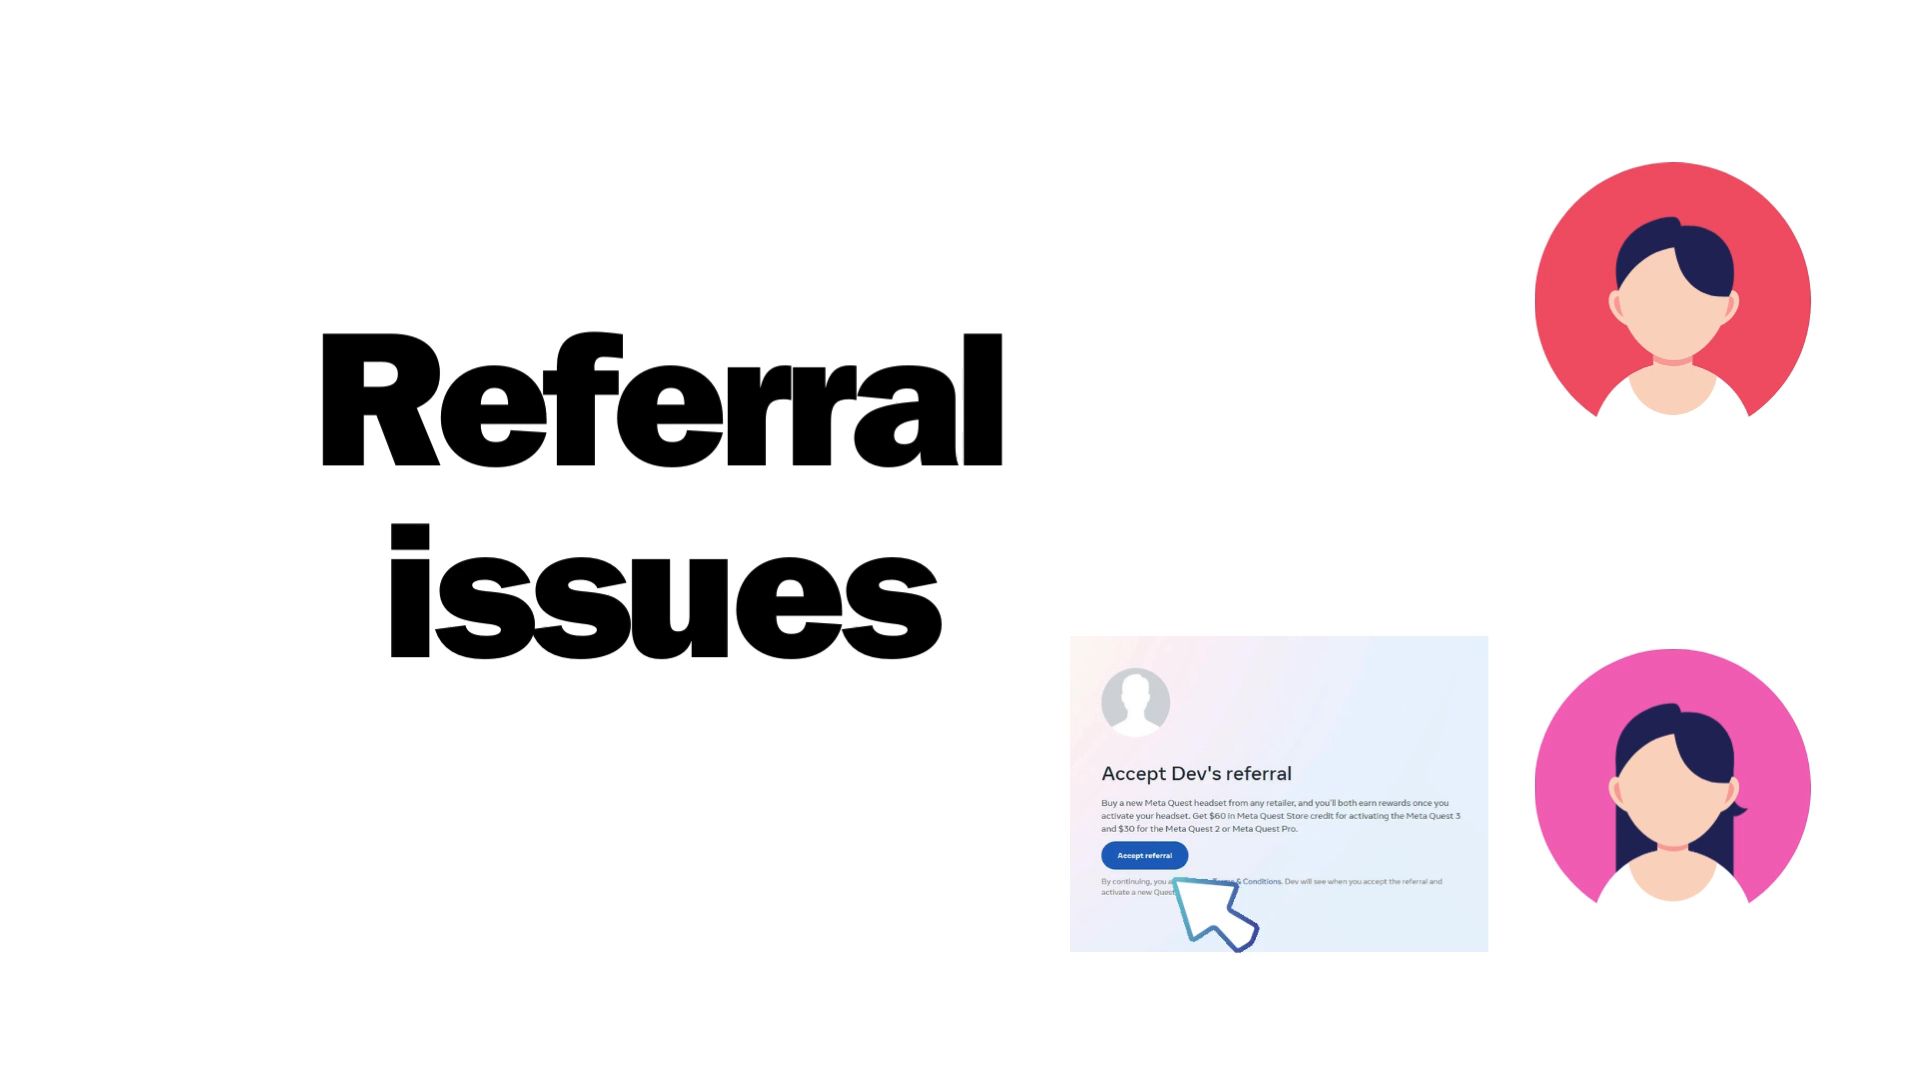 Referral
issues
Accept Dev's referral
Buy a new Meta Quest headset from any retailer, and you'll both earn rewards once you
activate your headset. Get $60 in Meta Quest Store credit for activating the Meta Quest 3
and $30 for the Meta Quest 2 or Meta Quest Pro.
Accept referral
By continuing, you & Conditions. Dev will see when you accept the referral and
activate a new Quest